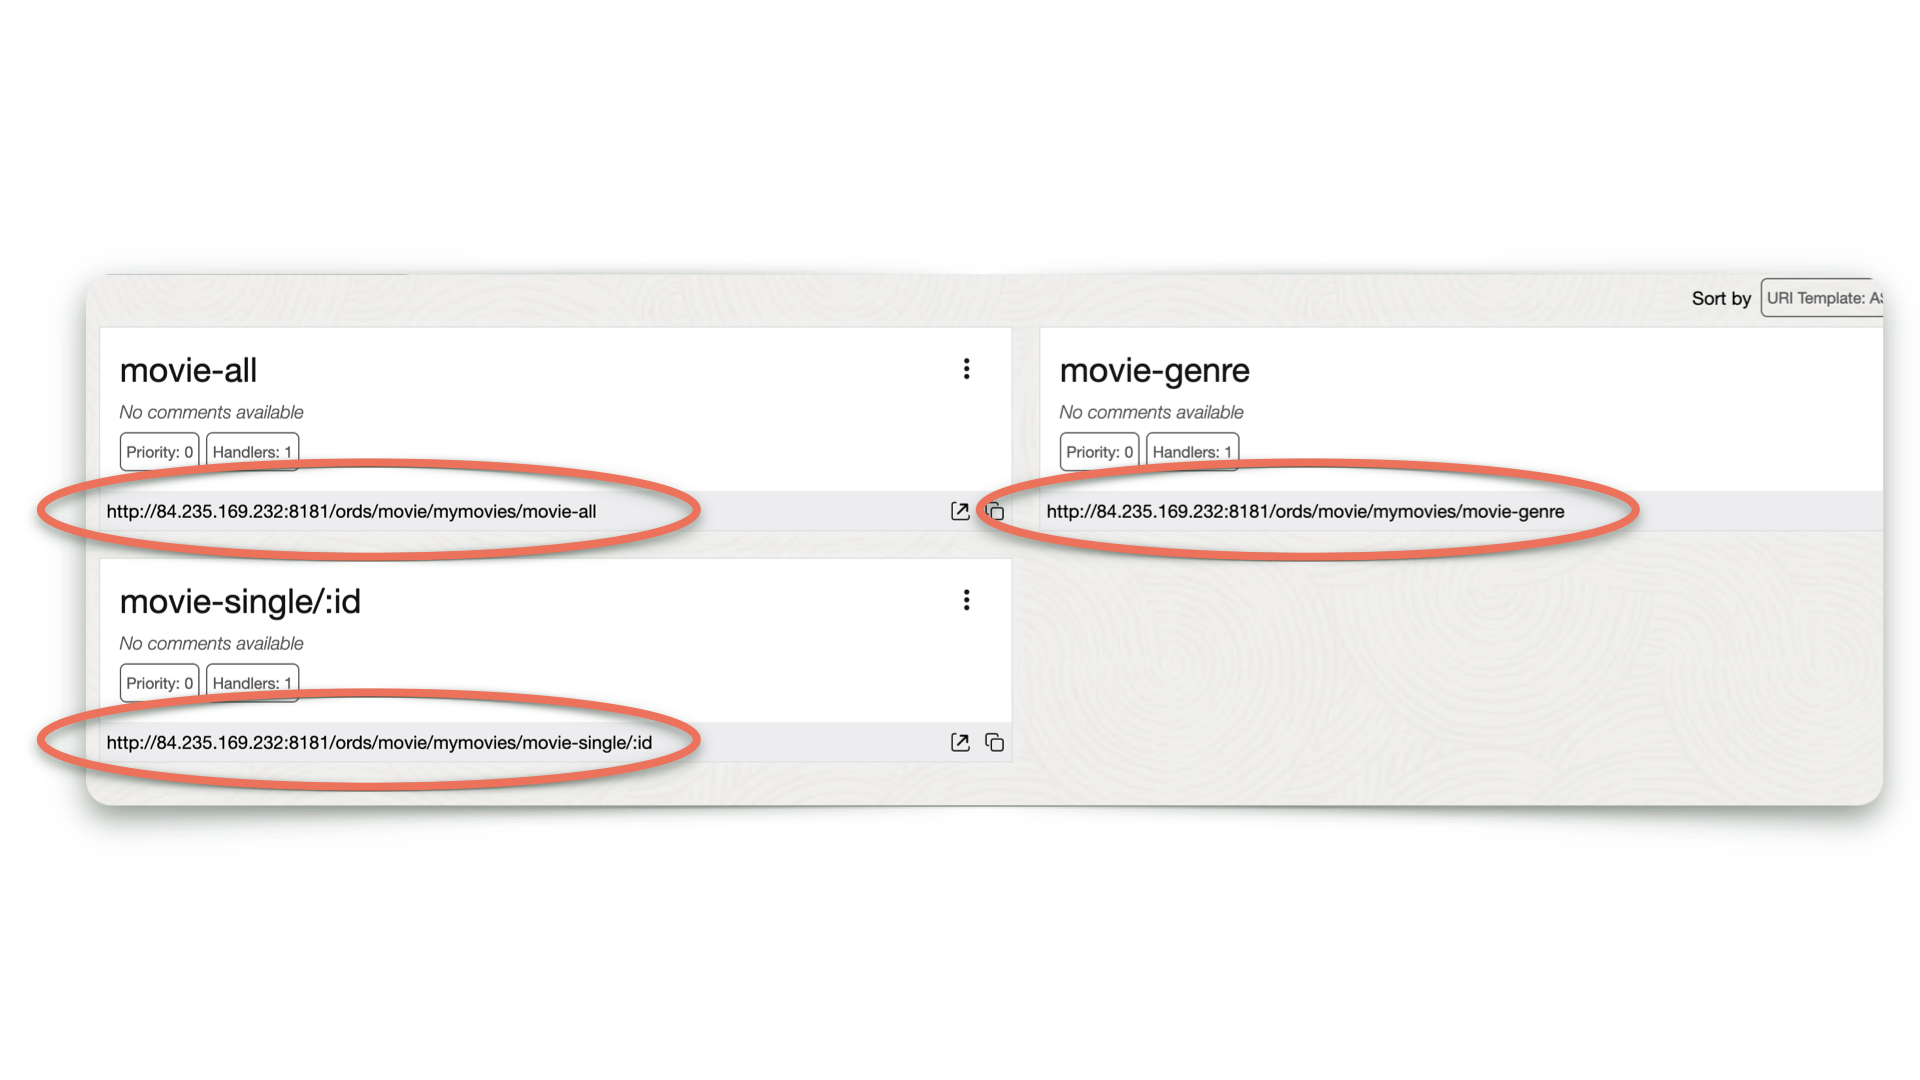 Sort by URI Template: AS
movie-all
No comments available
Priority: 0 Handlers: 1
http://84.235.169.232:8181/ords/movie/mymovies/movie-all
movie-genre
No comments available
Priority: 0 Handlers: 1
http://84.235.169.232:8181/ords/movie/mymovies/movie-genre
movie-single/:id
No comments available
Priority: 0 Handlers: 1
http://84.235.169.232:8181/ords/movie/mymovies/movie-single/:id